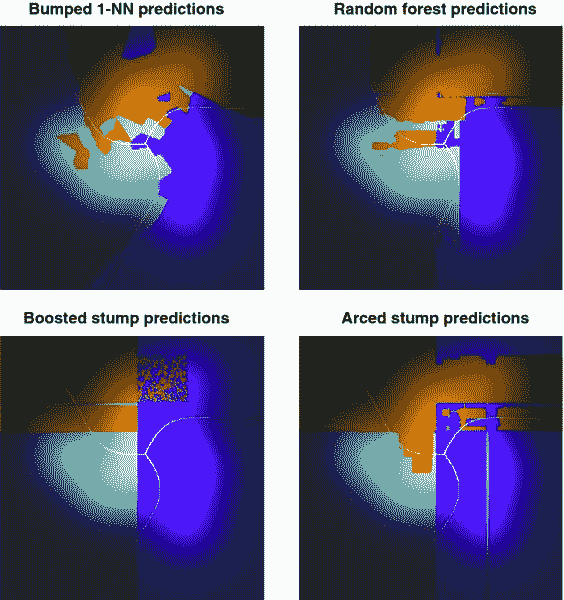 Bumped 1-NN predictions
Random forest predictions
Boosted stump predictions
Arced stump predictions